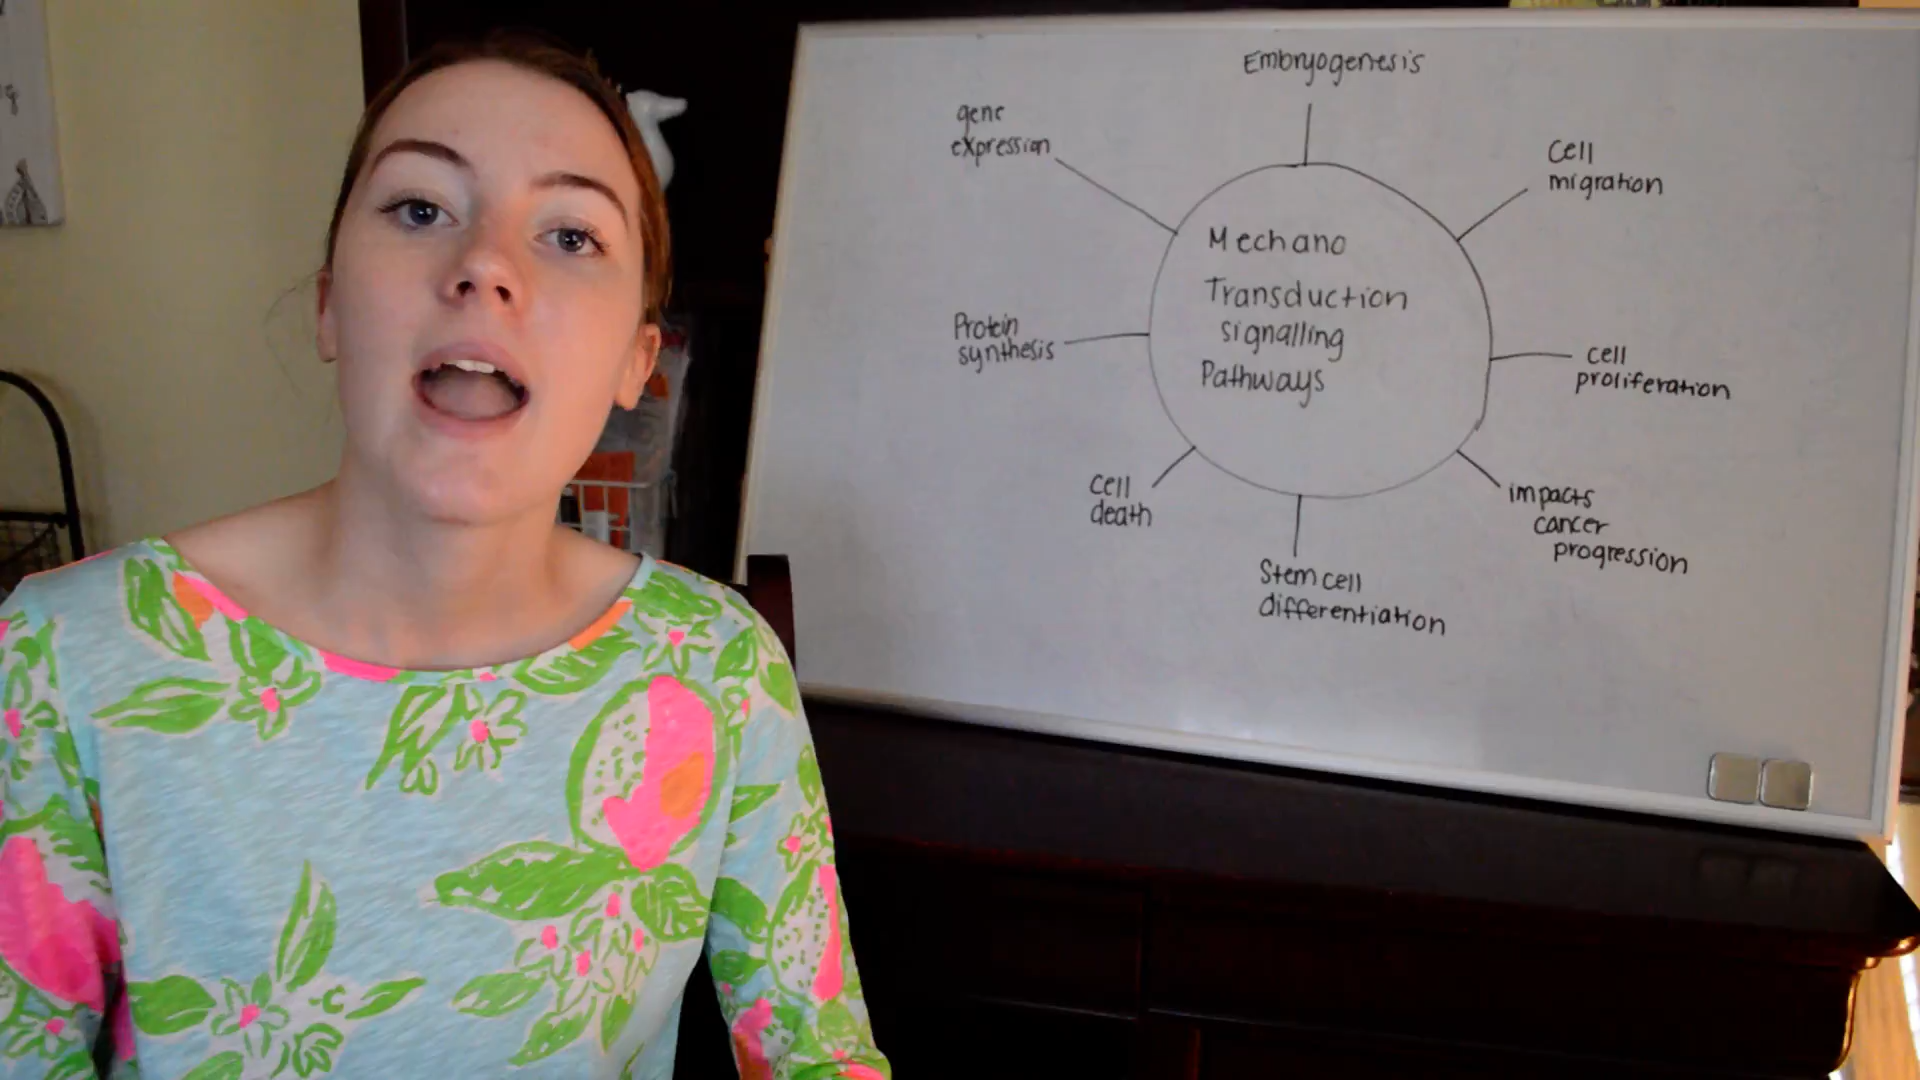 Embryogenesis
gene
expression
Cell
migration
Mechano
Transduction
signalling
Pathways
Protein
synthesis
cell
proliferation
cell
death
impacts
cancer
progression
Stem cell
differentiation